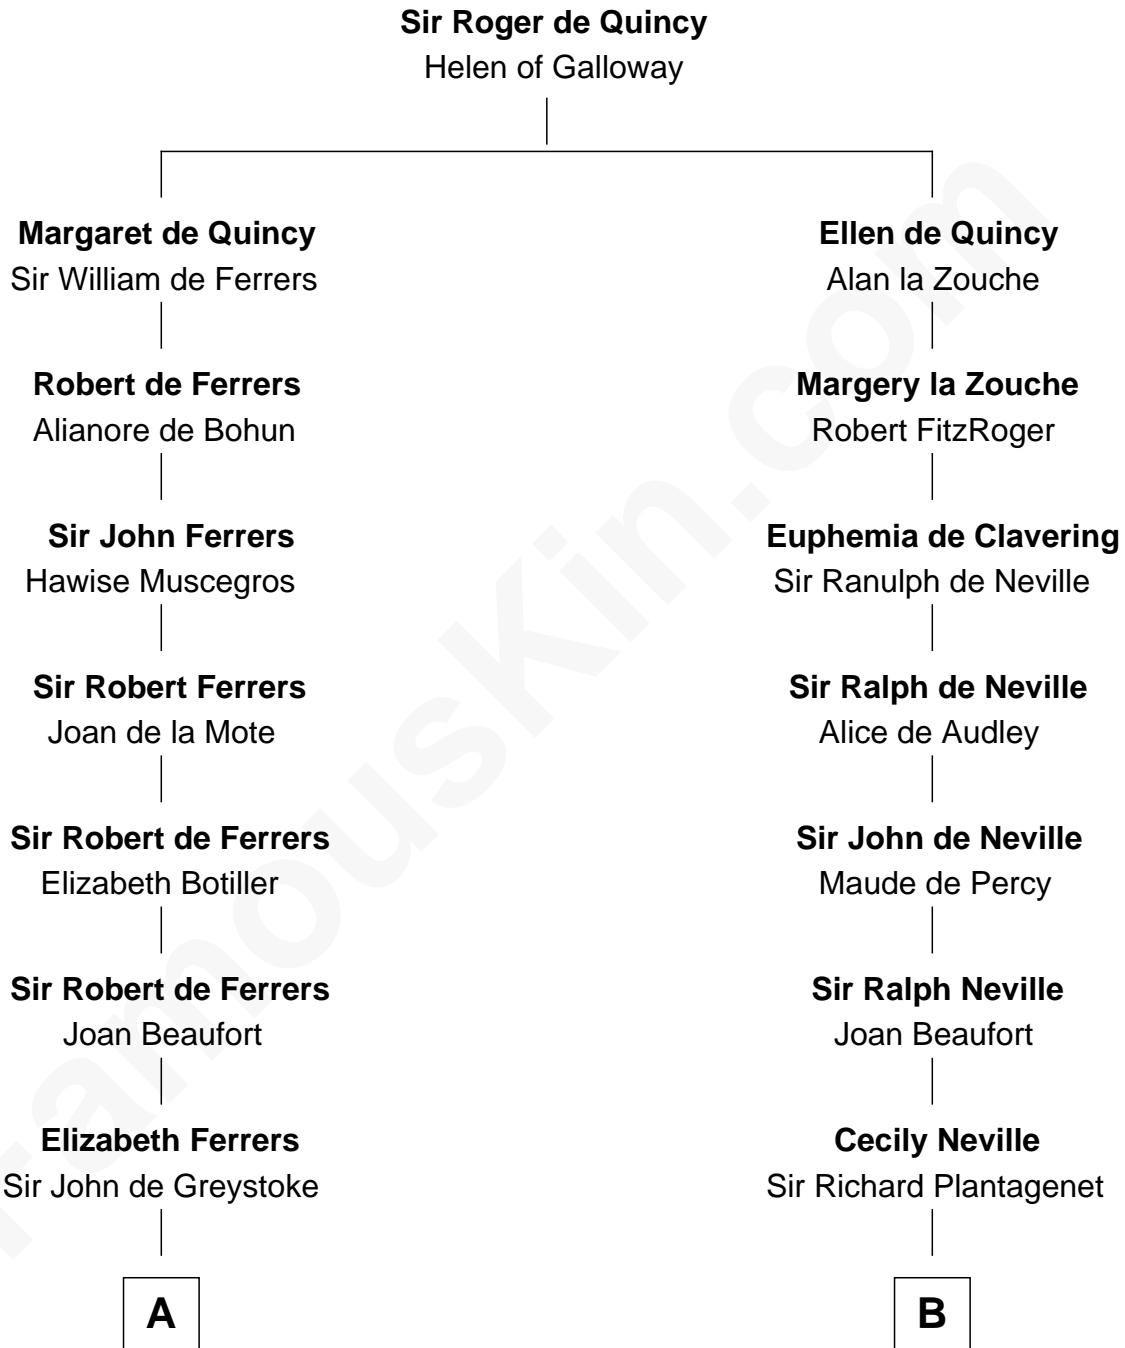 Sir Roger de Quincy
Helen of Galloway
Margaret de Quincy
Sir William de Ferrers
Ellen de Quincy
Alan la Zouche
Robert de Ferrers
Alianore de Bohun
Margery la Zouche
Robert FitzRoger
Sir John Ferrers
Hawise Muscegros
Euphemia de Clavering
Sir Ranulph de Neville
Sir Robert Ferrers
Joan de la Mote
Sir Ralph de Neville
Alice de Audley
Sir Robert de Ferrers
Elizabeth Botiller
Sir John de Neville
Maude de Percy
Sir Robert de Ferrers
Joan Beaufort
Sir Ralph Neville
Joan Beaufort
Elizabeth Ferrers
Sir John de Greystoke
Cecily Neville
Sir Richard Plantagenet
A
B
FamousKin.com